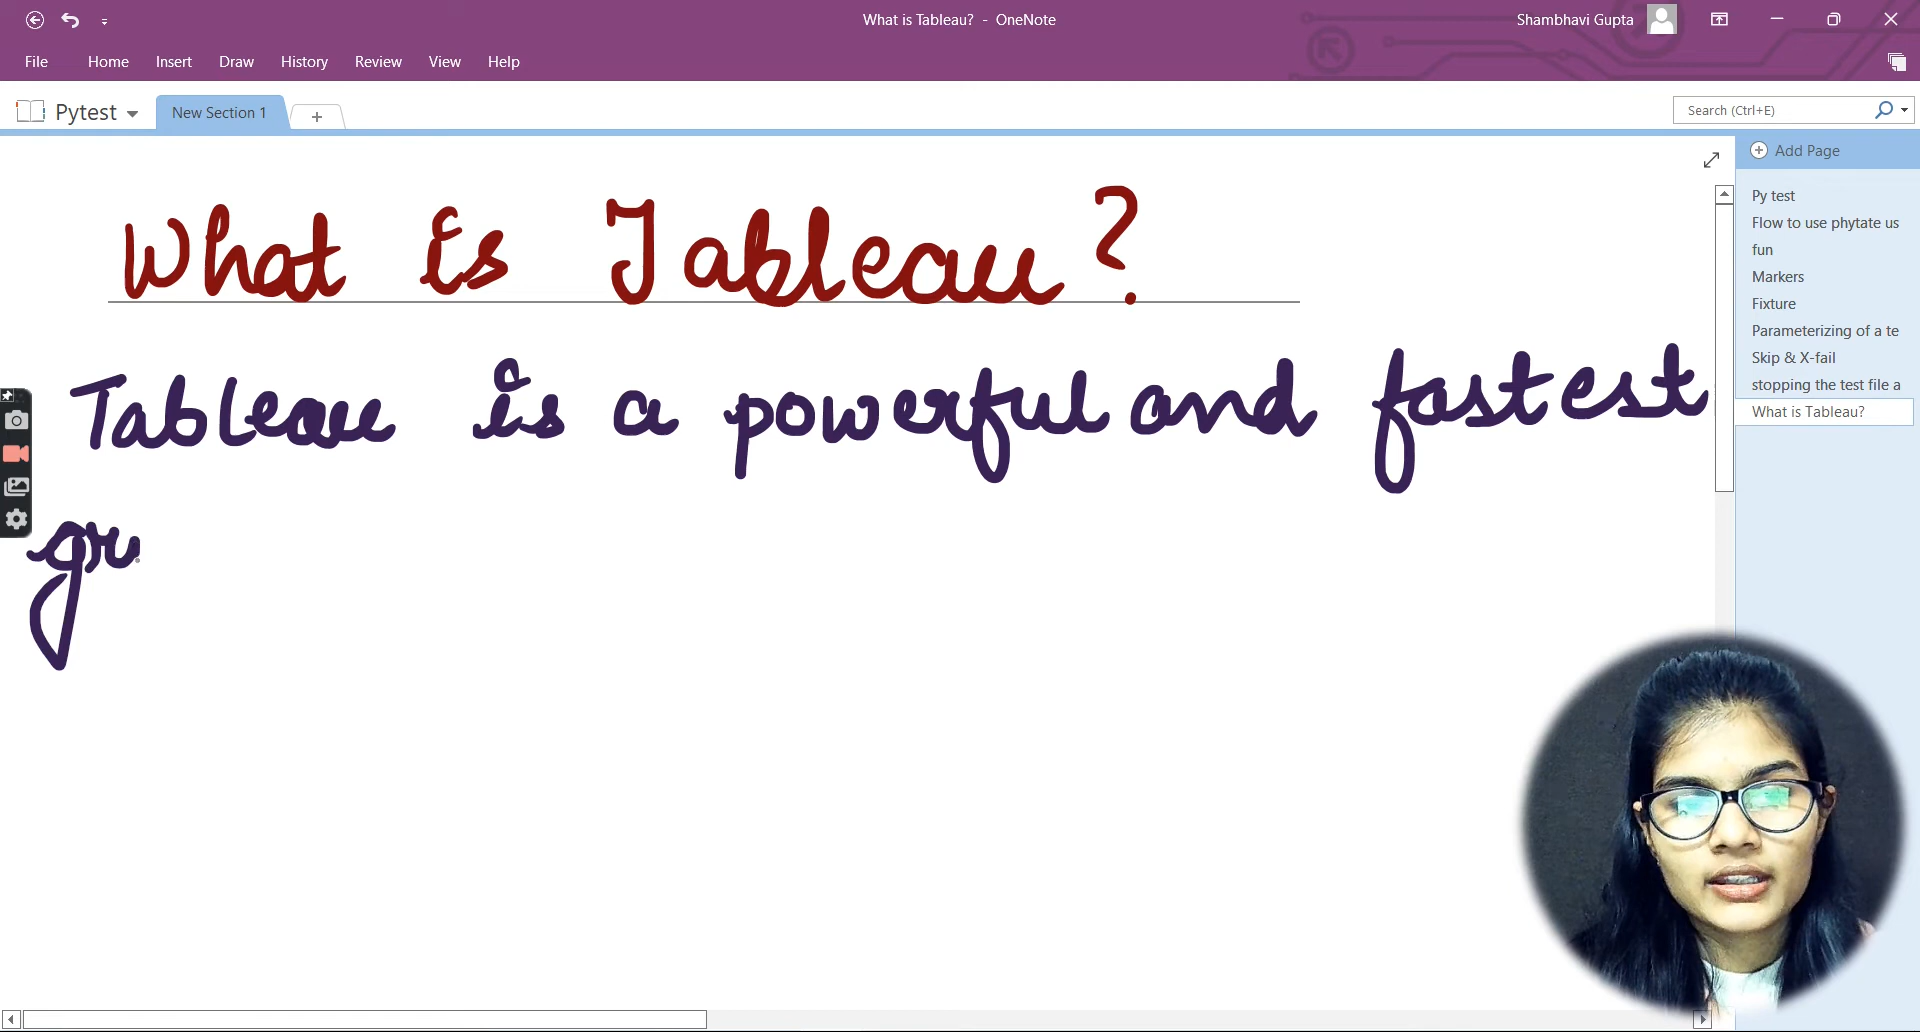 What is Tableau? - OneNote
Shambhavi Gupta
File Home Insert Draw History Review View Help
Pytest
New Section 1
+
Search (Ctrl+E)
Add Page
Py test
Flow to use phytate us
fun
Markers
Fixture
Parameterizing of a te
Skip & X-fail
stopping the test file a
What is Tableau?
What is Tableau?
Tableau is a powerful and fastest
gr